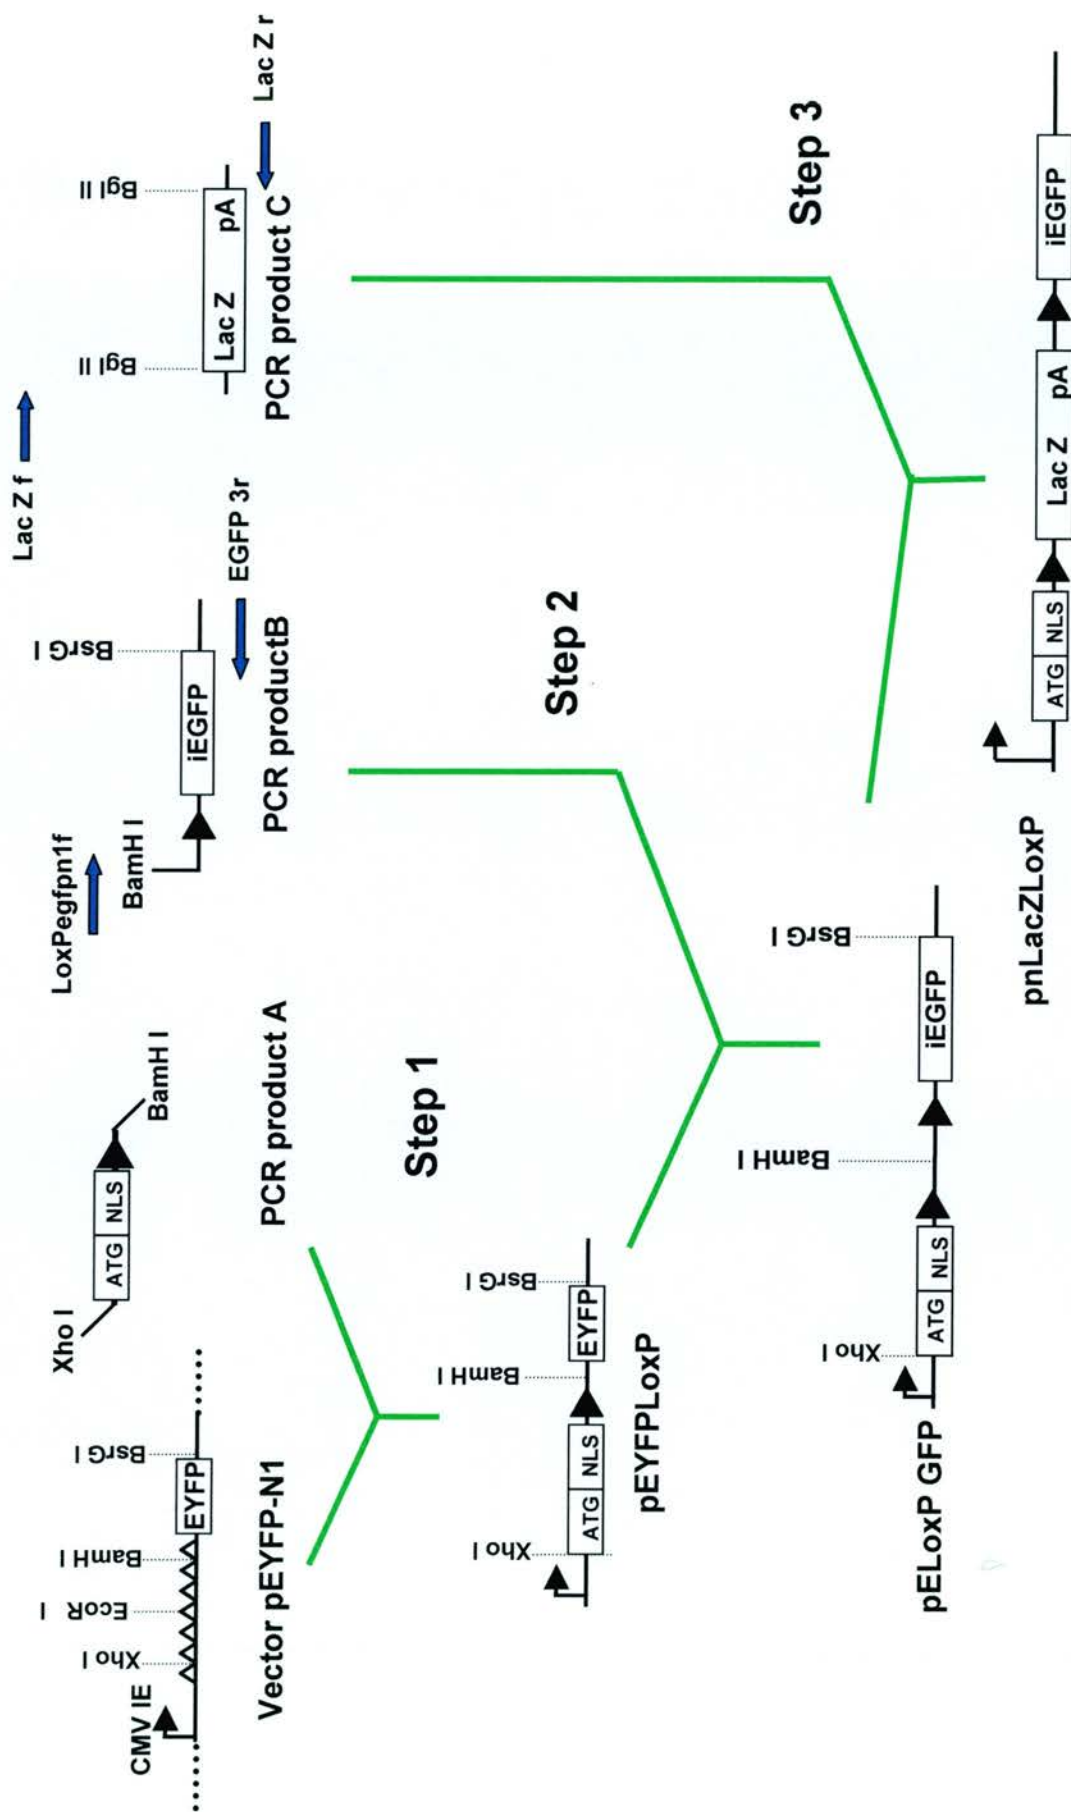 CMV IE
Xho I
EcoR I
BamH I
EYFP
BsrG I
Vector pEYFP-N1
Xho I
ATG NLS
BamH I
PCR product A
LoxPegfpn1f
BamH I
iEGFP
BsrG I
EGFP 3r
PCR productB
Lac Z f
Bgl II
Bgl II
Lac Z pA
Lac Z r
PCR product C
Step 1
Xho I
ATG NLS
BamH I
EYFP
BsrG I
pEYFPLoxP
Step 2
Xho I
ATG NLS
BamH I
iEGFP
BsrG I
pELoxP GFP
Step 3
ATG NLS
Lac Z pA
iEGFP
pnLacZLoxP